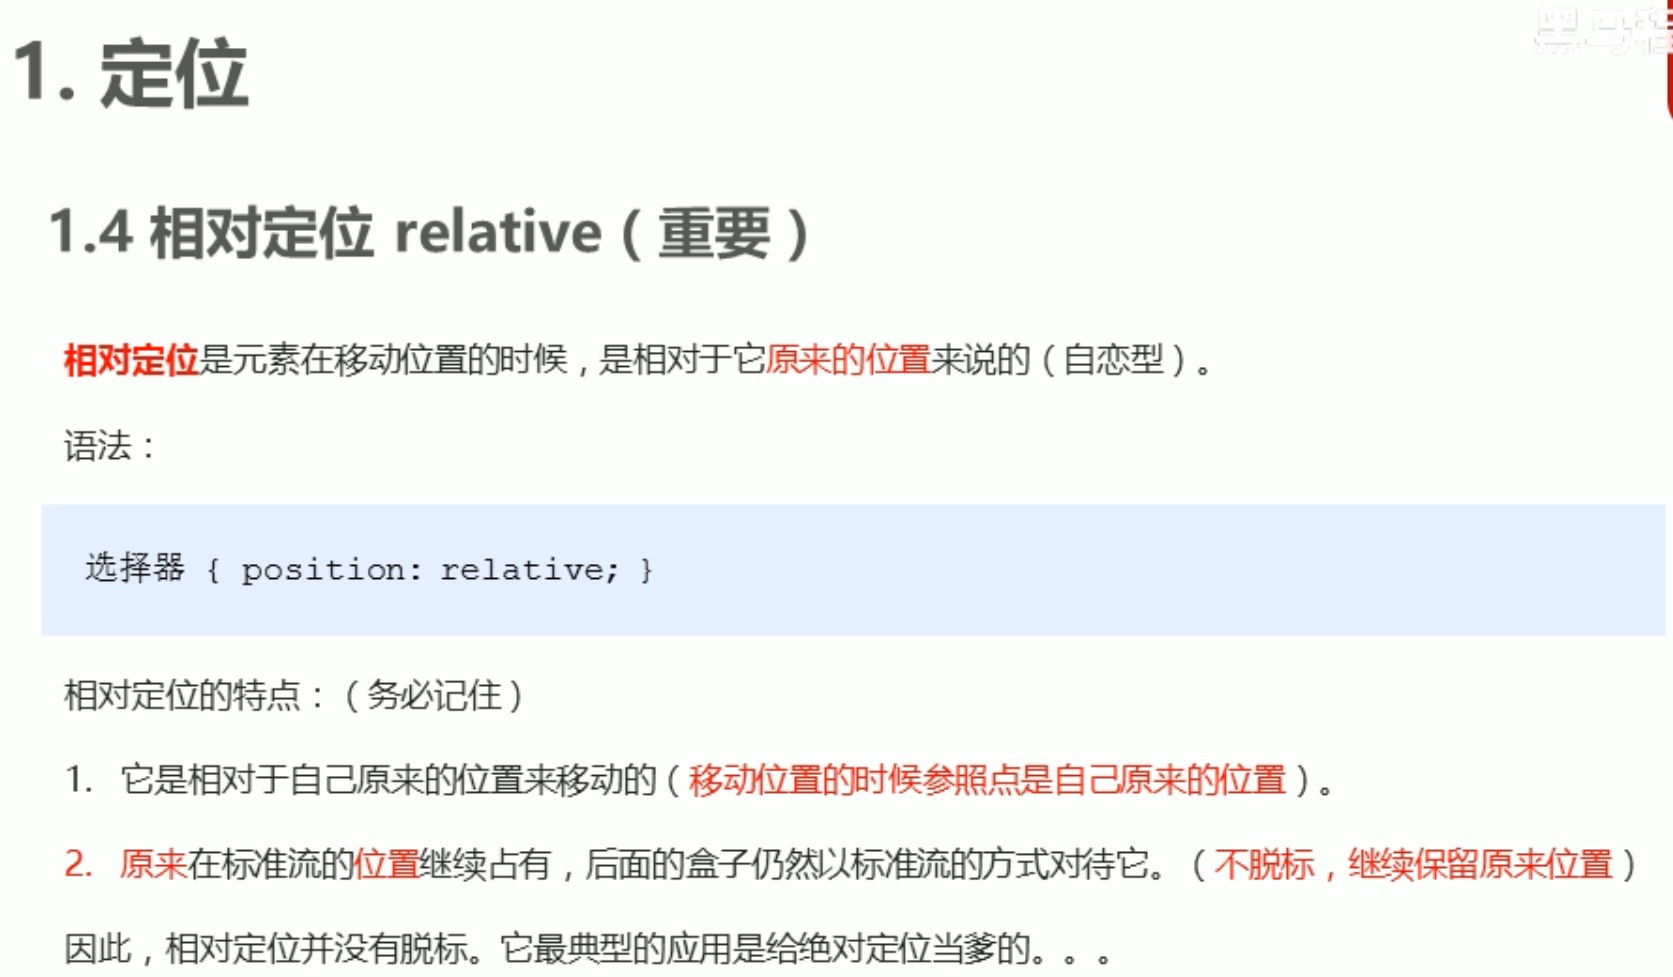 黑马程
1. 定位
1.4 相对定位 relative（重要）
相对定位是元素在移动位置的时候，是相对于它原来的位置来说的（自恋型）。
语法：
选择器 { position: relative; }
相对定位的特点：（务必记住）
1. 它是相对于自己原来的位置来移动的（移动位置的时候参照点是自己原来的位置）。
2. 原来在标准流的位置继续占有，后面的盒子仍然以标准流的方式对待它。（不脱标，继续保留原来位置）
因此，相对定位并没有脱标。它最典型的应用是给绝对定位当爹的。。。